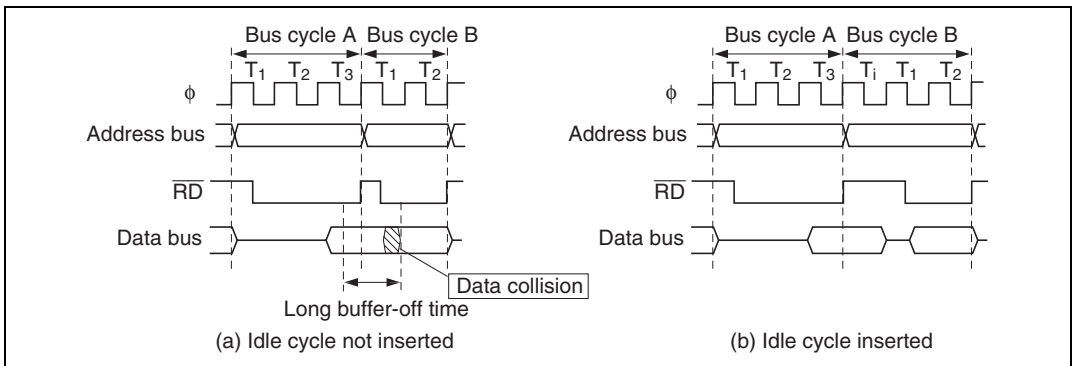 Bus cycle A Bus cycle B
T1 T2 T3 T1 T2
ϕ
Address bus
RD
Data bus
Data collision
Long buffer-off time
(a) Idle cycle not inserted
Bus cycle A Bus cycle B
T1 T2 T3 Ti T1 T2
ϕ
Address bus
RD
Data bus
(b) Idle cycle inserted